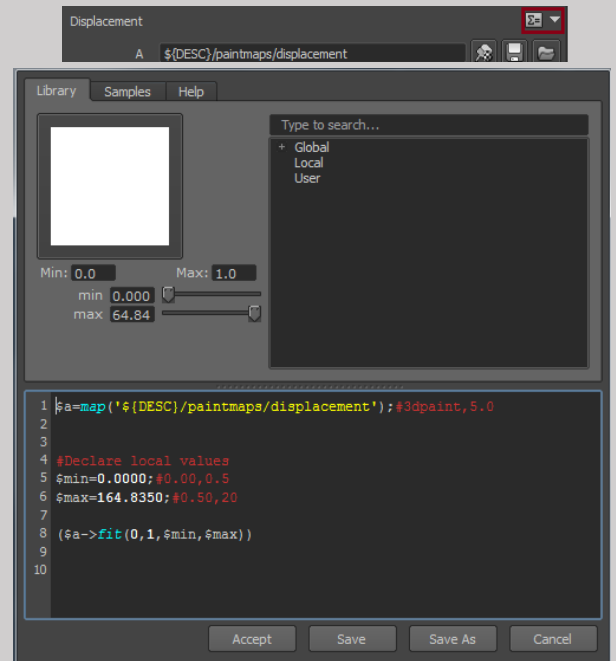 Displacement
A ${DESC}/paintmaps/displacement
Library Samples Help
Type to search...
+ Global
Local
User
Min: 0.0 Max: 1.0
min 0.000
max 64.84
1 $a=map('${DESC}/paintmaps/displacement');#3dpaint,5.0
2
3
4 #Declare local values
5 $min=0.0000;#0.00,0.5
6 $max=164.8350;#0.50,20
7
8 ($a->fit(0,1,$min,$max))
9
10
Accept Save Save As Cancel